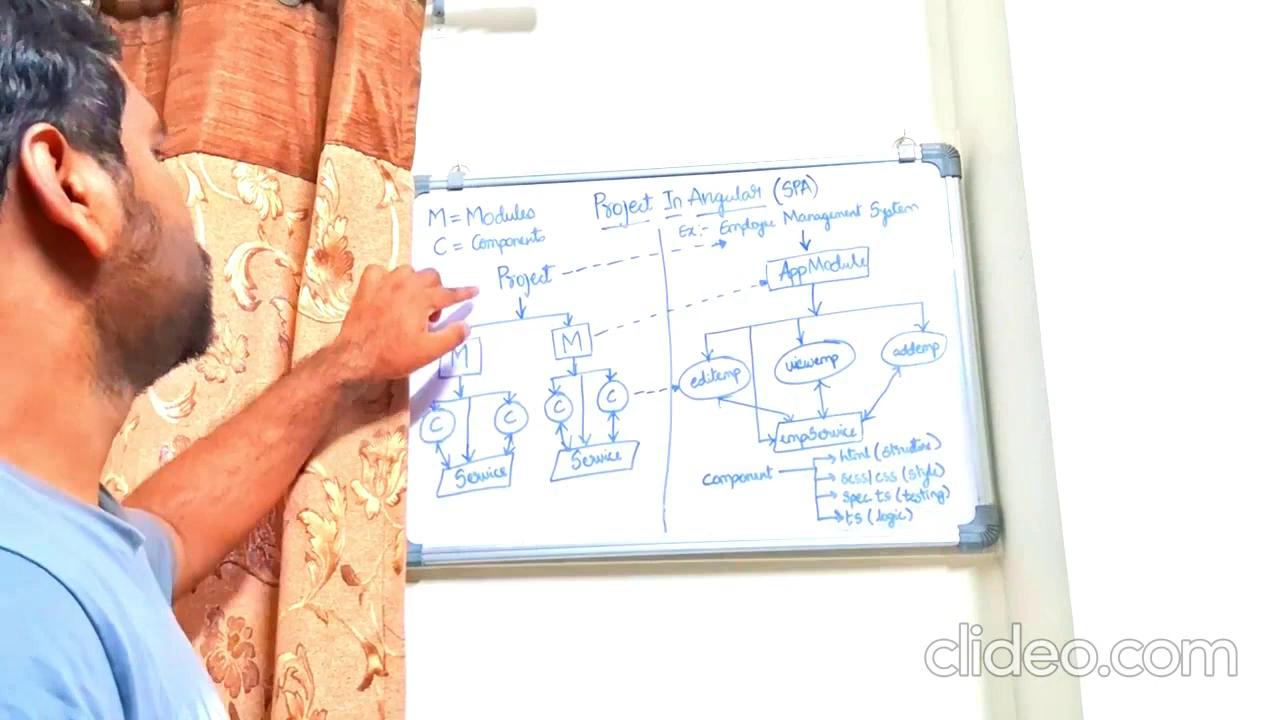 Project In Angular (SPA)
M = Modules
C = Components
Ex:- Employee Management System
Project
AppModule
M
M
editemp
viewemp
addemp
C
C
C
C
Service
Service
empService
component
html (structure)
scss/css (style)
spec ts (testing)
ts (logic)
clideo.com